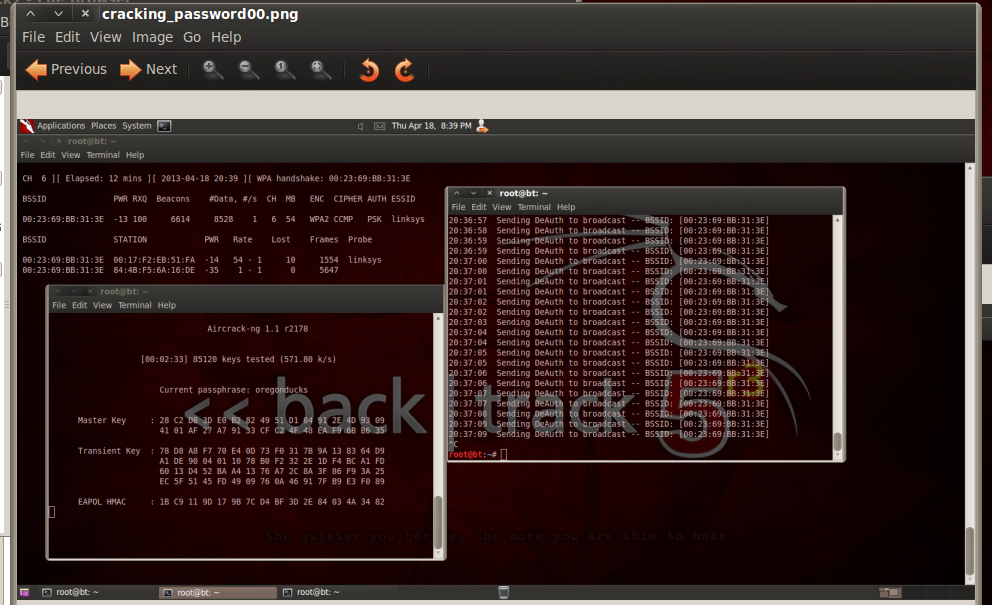 cracking_password00.png
File Edit View Image Go Help
Previous Next
Applications Places System Thu Apr 18, 8:39 PM
root@bt: ~
File Edit View Terminal Help
CH 6 ][ Elapsed: 12 mins ][ 2013-04-18 20:39 ][ WPA handshake: 00:23:69:BB:31:3E
BSSID PWR RXQ Beacons #Data, #/s CH MB ENC CIPHER AUTH ESSID
00:23:69:BB:31:3E -13 100 6614 8528 1 6 54 WPA2 CCMP PSK linksys
BSSID STATION PWR Rate Lost Frames Probe
00:23:69:BB:31:3E 00:17:F2:EB:51:FA -14 54 - 1 10 1554 linksys
00:23:69:BB:31:3E 84:4B:F5:6A:16:DE -35 1 - 1 0 5647
root@bt: ~
File Edit View Terminal Help
20:36:57 Sending DeAuth to broadcast -- BSSID: [00:23:69:BB:31:3E]
20:36:58 Sending DeAuth to broadcast -- BSSID: [00:23:69:BB:31:3E]
20:36:59 Sending DeAuth to broadcast -- BSSID: [00:23:69:BB:31:3E]
20:36:59 Sending DeAuth to broadcast -- BSSID: [00:23:69:BB:31:3E]
20:37:00 Sending DeAuth to broadcast -- BSSID: [00:23:69:BB:31:3E]
20:37:00 Sending DeAuth to broadcast -- BSSID: [00:23:69:BB:31:3E]
20:37:01 Sending DeAuth to broadcast -- BSSID: [00:23:69:BB:31:3E]
20:37:01 Sending DeAuth to broadcast -- BSSID: [00:23:69:BB:31:3E]
20:37:02 Sending DeAuth to broadcast -- BSSID: [00:23:69:BB:31:3E]
20:37:02 Sending DeAuth to broadcast -- BSSID: [00:23:69:BB:31:3E]
20:37:03 Sending DeAuth to broadcast -- BSSID: [00:23:69:BB:31:3E]
20:37:04 Sending DeAuth to broadcast -- BSSID: [00:23:69:BB:31:3E]
20:37:04 Sending DeAuth to broadcast -- BSSID: [00:23:69:BB:31:3E]
20:37:05 Sending DeAuth to broadcast -- BSSID: [00:23:69:BB:31:3E]
20:37:05 Sending DeAuth to broadcast -- BSSID: [00:23:69:BB:31:3E]
20:37:06 Sending DeAuth to broadcast -- BSSID: [00:23:69:BB:31:3E]
20:37:06 Sending DeAuth to broadcast -- BSSID: [00:23:69:BB:31:3E]
20:37:07 Sending DeAuth to broadcast -- BSSID: [00:23:69:BB:31:3E]
20:37:07 Sending DeAuth to broadcast -- BSSID: [00:23:69:BB:31:3E]
20:37:08 Sending DeAuth to broadcast -- BSSID: [00:23:69:BB:31:3E]
20:37:09 Sending DeAuth to broadcast -- BSSID: [00:23:69:BB:31:3E]
20:37:09 Sending DeAuth to broadcast -- BSSID: [00:23:69:BB:31:3E]
^C
root@bt:~#
root@bt: ~
File Edit View Terminal Help
Aircrack-ng 1.1 r2178
[00:02:33] 85120 keys tested (571.80 k/s)
Current passphrase: oregonducks
Master Key : 28 C2 DB 3D E0 B2 82 49 51 D1 04 91 2E 4D 93 09
41 01 AF 27 A7 91 33 CF C2 4F 48 EA F9 6B B6 35
Transient Key : 78 D8 A8 F7 70 E4 0D 73 F0 31 7B 9A 13 83 64 D9
A1 DE 90 04 01 10 78 B0 F2 32 2E 1D F4 BC A1 FD
60 13 D4 52 BA A4 13 76 A7 2C 8A 3F 86 F9 3A 25
EC 5F 51 45 FD 49 09 76 0A 46 91 7F B9 E3 F0 89
EAPOL HMAC : 1B C9 11 9D 17 9B 7C D4 BF 3D 2E 84 03 4A 34 82
<< back | track 5
the quieter you become, the more you are able to hear
root@bt: ~ root@bt: ~ root@bt: ~